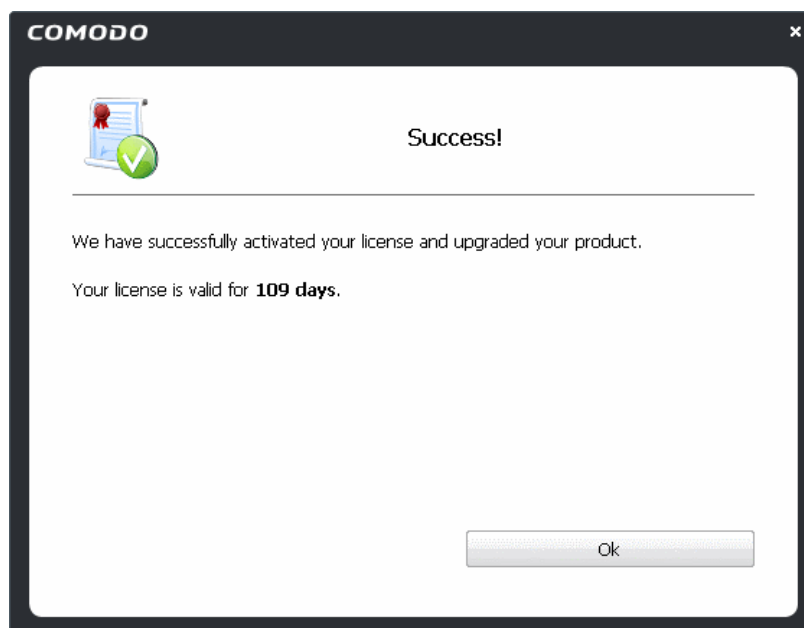 COMODO
Success!
We have successfully activated your license and upgraded your product.
Your license is valid for 109 days.
Ok